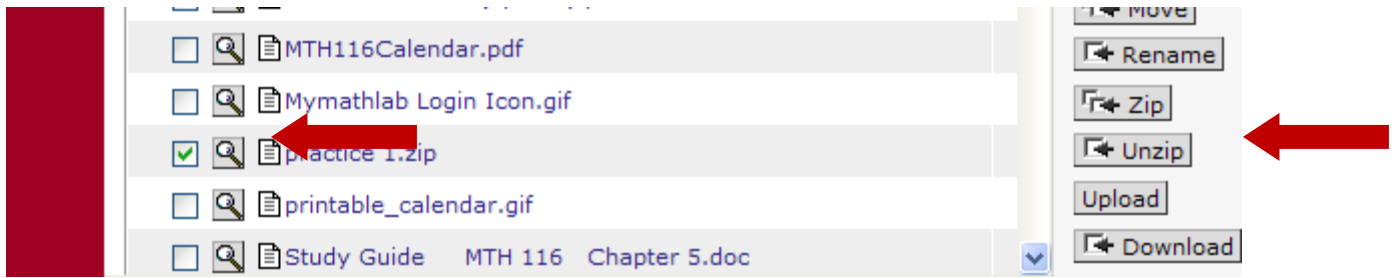 MTH116Calendar.pdf
Mymathlab Login Icon.gif
practice 1.zip
printable_calendar.gif
Study Guide MTH 116 Chapter 5.doc
Move
Rename
Zip
Unzip
Upload
Download